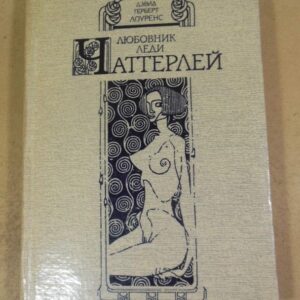 ДЭВИД
ГЕРБЕРТ
ЛОУРЕНС
ЛЮБОВНИК
ЛЕДИ
ЧАТТЕРЛЕЙ